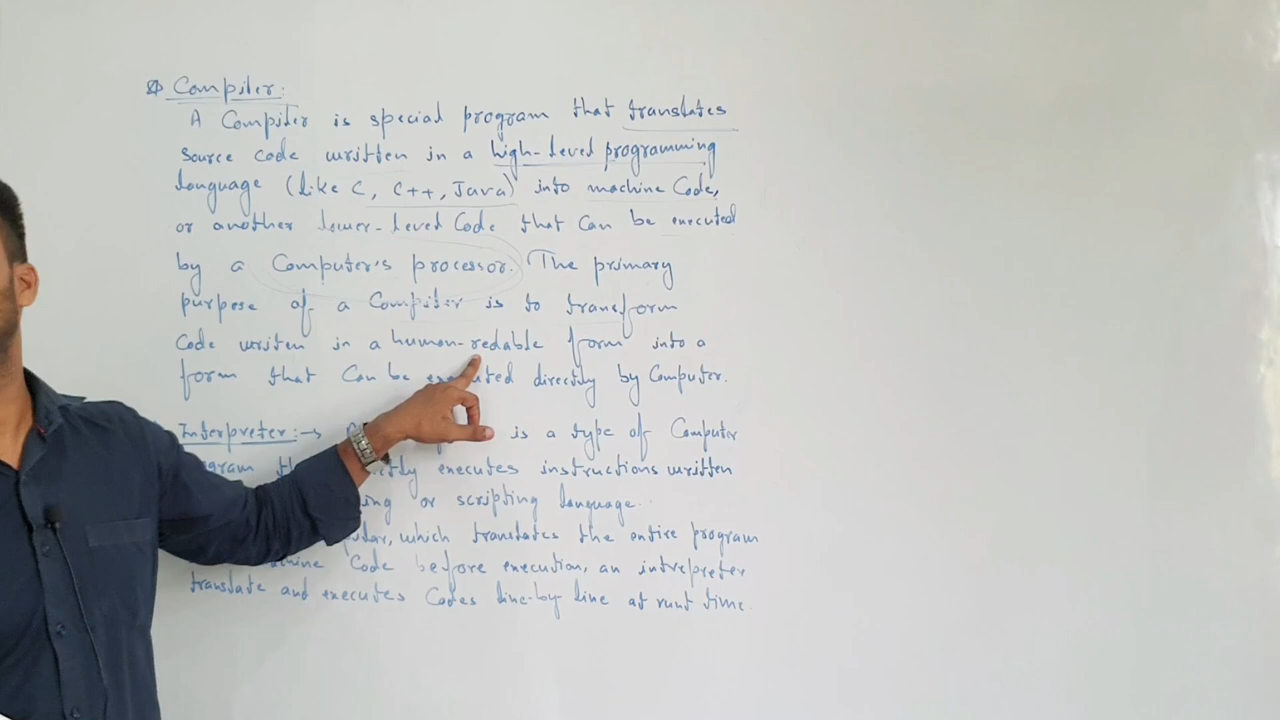 Compiler:
A Compiler is special program that translates
source code written in a high-level programming
language (like C, C++, Java) into machine Code,
or another lower-level Code that can be executed
by a Computer's processor. The primary
purpose of a Compiler is to transform
Code written in a human-redable form into a
form that Can be executed directly by Computer.
Interpreter:→ is a type of Computer
executes instructions written
or scripting language.
which translates the entire program
Code before execution, an intrepreter
translate and executes Codes line-by line at runt time.